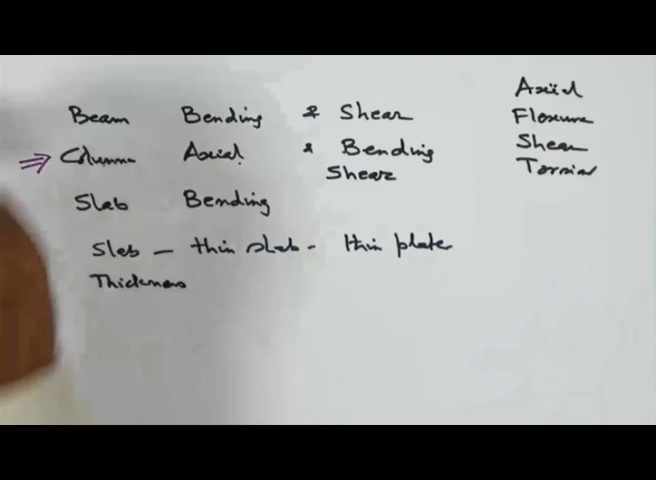 Beam Bending & Shear
⇒ Column Axial & Bending
Shear
Slab Bending
Slab – thin slab – thin plate
Thickness
Axial
Flexure
Shear
Torsion